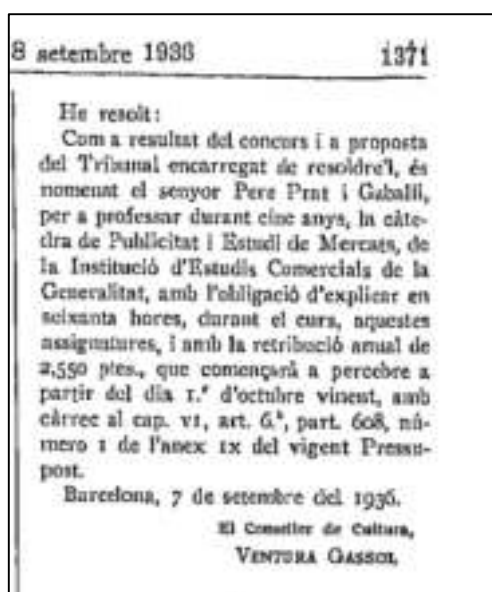 8 setembre 1936
1371
He resolt:
Com a resultat del concurs i a proposta
del Tribunal encarregat de resoldre'l, és
nomenat el senyor Pere Prat i Gaballí,
per a professar durant cinc anys, la càte-
dra de Publicitat i Estudi de Mercats, de
la Institució d'Estudis Comercials de la
Generalitat, amb l'obligació d'explicar en
seixanta hores, durant el curs, aquestes
assignatures, i amb la retribució anual de
2,550 ptes., que començarà a percebre a
partir del dia 1.ʳ d'octubre vinent, amb
càrrec al cap. VI, art. 6.è, part. 608, nú-
mero 1 de l'anex IX del vigent Pressu-
post.
Barcelona, 7 de setembre del 1936.
El Conseller de Cultura,
VENTURA GASSOL